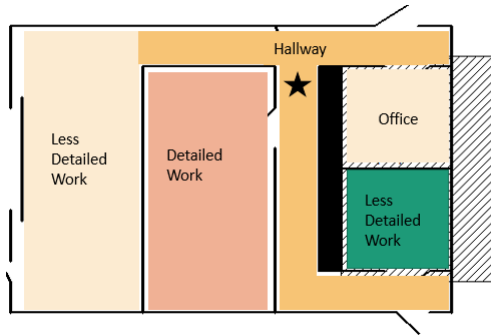 Hallway
Less
Detailed
Work
Detailed
Work
Office
Less
Detailed
Work